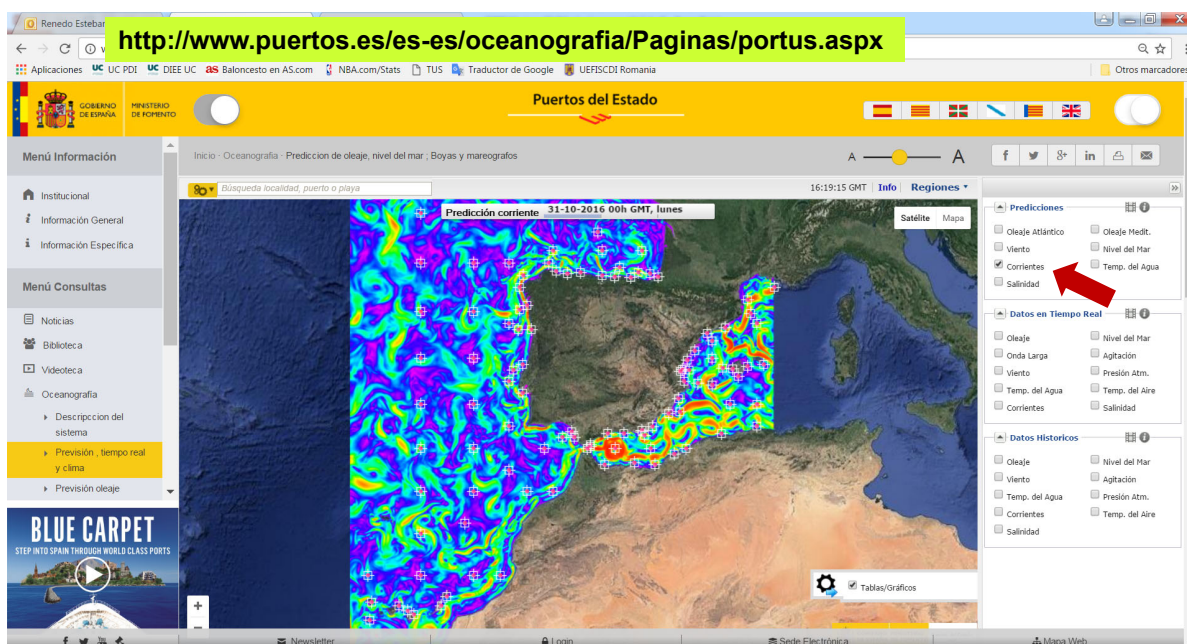 Renedo Esteba
http://www.puertos.es/es-es/oceanografia/Paginas/portus.aspx
Aplicaciones UC PDI DIEE UC Baloncesto en AS.com NBA.com/Stats TUS Traductor de Google UEFISCDI Romania Otros marcadores
GOBIERNO DE ESPAÑA
MINISTERIO DE FOMENTO
Puertos del Estado
Menú Información
Inicio · Oceanografía · Prediccion de oleaje, nivel del mar ; Boyas y mareografos
A A
Institucional
Información General
Información Específica
Menú Consultas
Noticias
Biblioteca
Videoteca
Oceanografía
Descripccion del sistema
Previsión , tiempo real y clima
Previsión oleaje
BLUE CARPET
STEP INTO SPAIN THROUGH WORLD CLASS PORTS
Búsqueda localidad, puerto o playa
16:19:15 GMT Info Regiones
Predicción corriente 31-10-2016 00h GMT, lunes
Satélite Mapa
Tablas/Gráficos
Predicciones
Oleaje Atlántico Oleaje Medit.
Viento Nivel del Mar
Corrientes Temp. del Agua
Salinidad
Datos en Tiempo Real
Oleaje Nivel del Mar
Onda Larga Agitación
Viento Presión Atm.
Temp. del Agua Temp. del Aire
Corrientes Salinidad
Datos Historicos
Oleaje Nivel del Mar
Viento Agitación
Temp. del Agua Presión Atm.
Corrientes Temp. del Aire
Salinidad
Newsletter Login Sede Electrónica Mapa Web